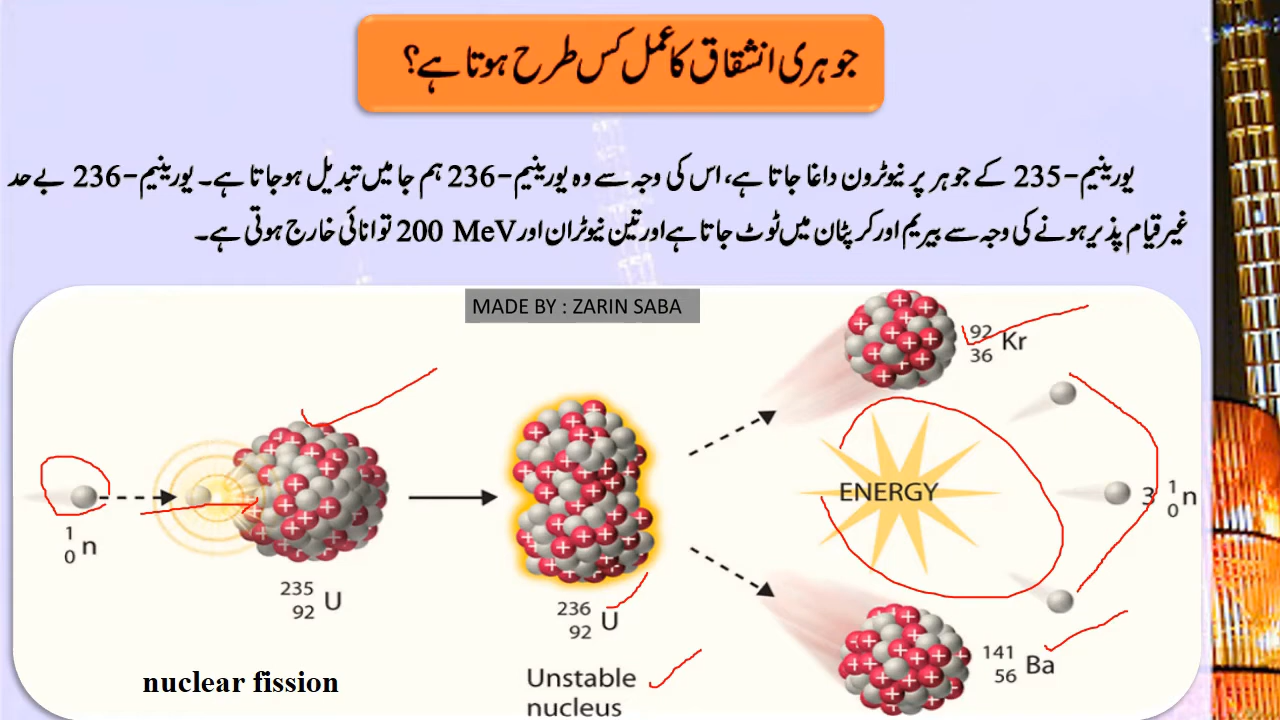 جوہری انشقاق کا عمل کس طرح ہوتا ہے؟
یورینیم-235 کے جوہر پر نیوٹرون داغا جاتا ہے، اس کی وجہ سے وہ یورینیم-236 ہم جا میں تبدیل ہوجاتا ہے۔ یورینیم-236 بے حد
غیر قیام پذیر ہونے کی وجہ سے بیریم اور کرپٹان میں ٹوٹ جاتا ہے اور تین نیوٹران اور 200 MeV توانائی خارج ہوتی ہے۔
MADE BY : ZARIN SABA
92
36 Kr
ENERGY
3 1
0 n
1
0 n
235
92 U
236
92 U
141
56 Ba
Unstable
nucleus
nuclear fission